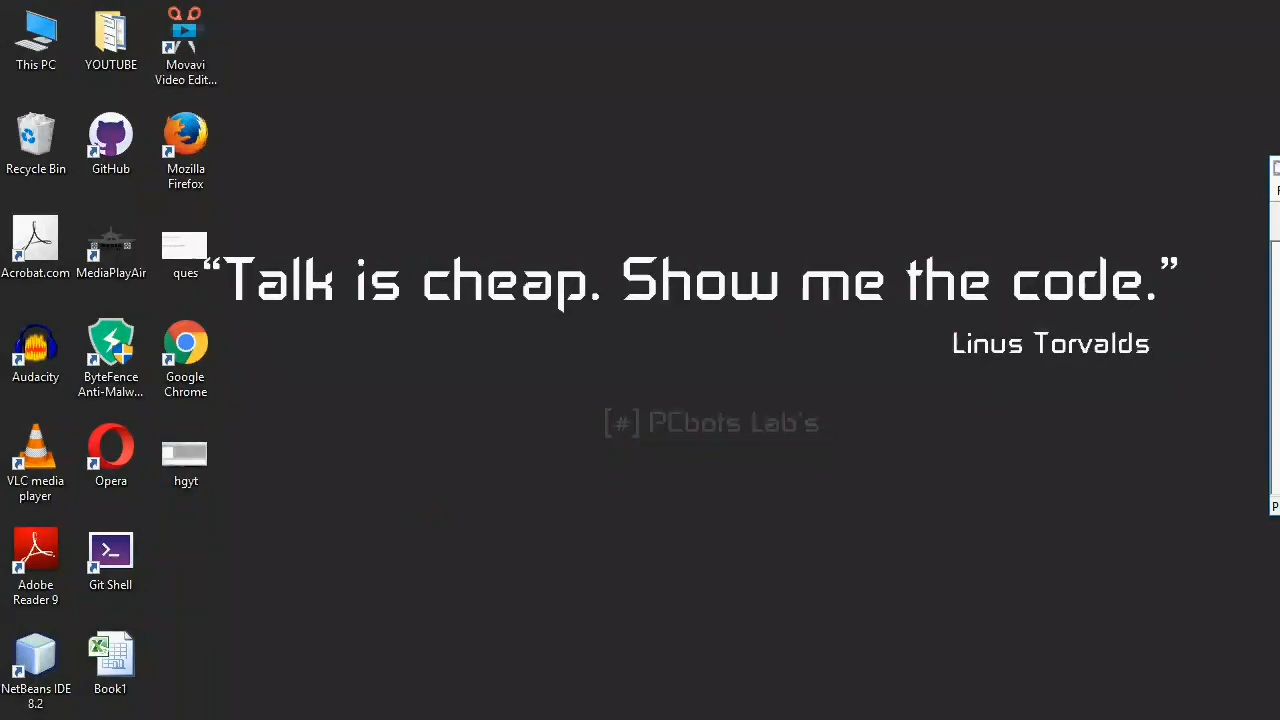 This PC
YOUTUBE
Movavi
Video Edit...
Recycle Bin
GitHub
Mozilla
Firefox
Acrobat.com
MediaPlayAir
ques
“Talk is cheap. Show me the code.”
Linus Torvalds
Audacity
ByteFence
Anti-Malw...
Google
Chrome
[#] PCbots Lab's
VLC media
player
Opera
hgyt
Adobe
Reader 9
Git Shell
NetBeans IDE
8.2
Book1